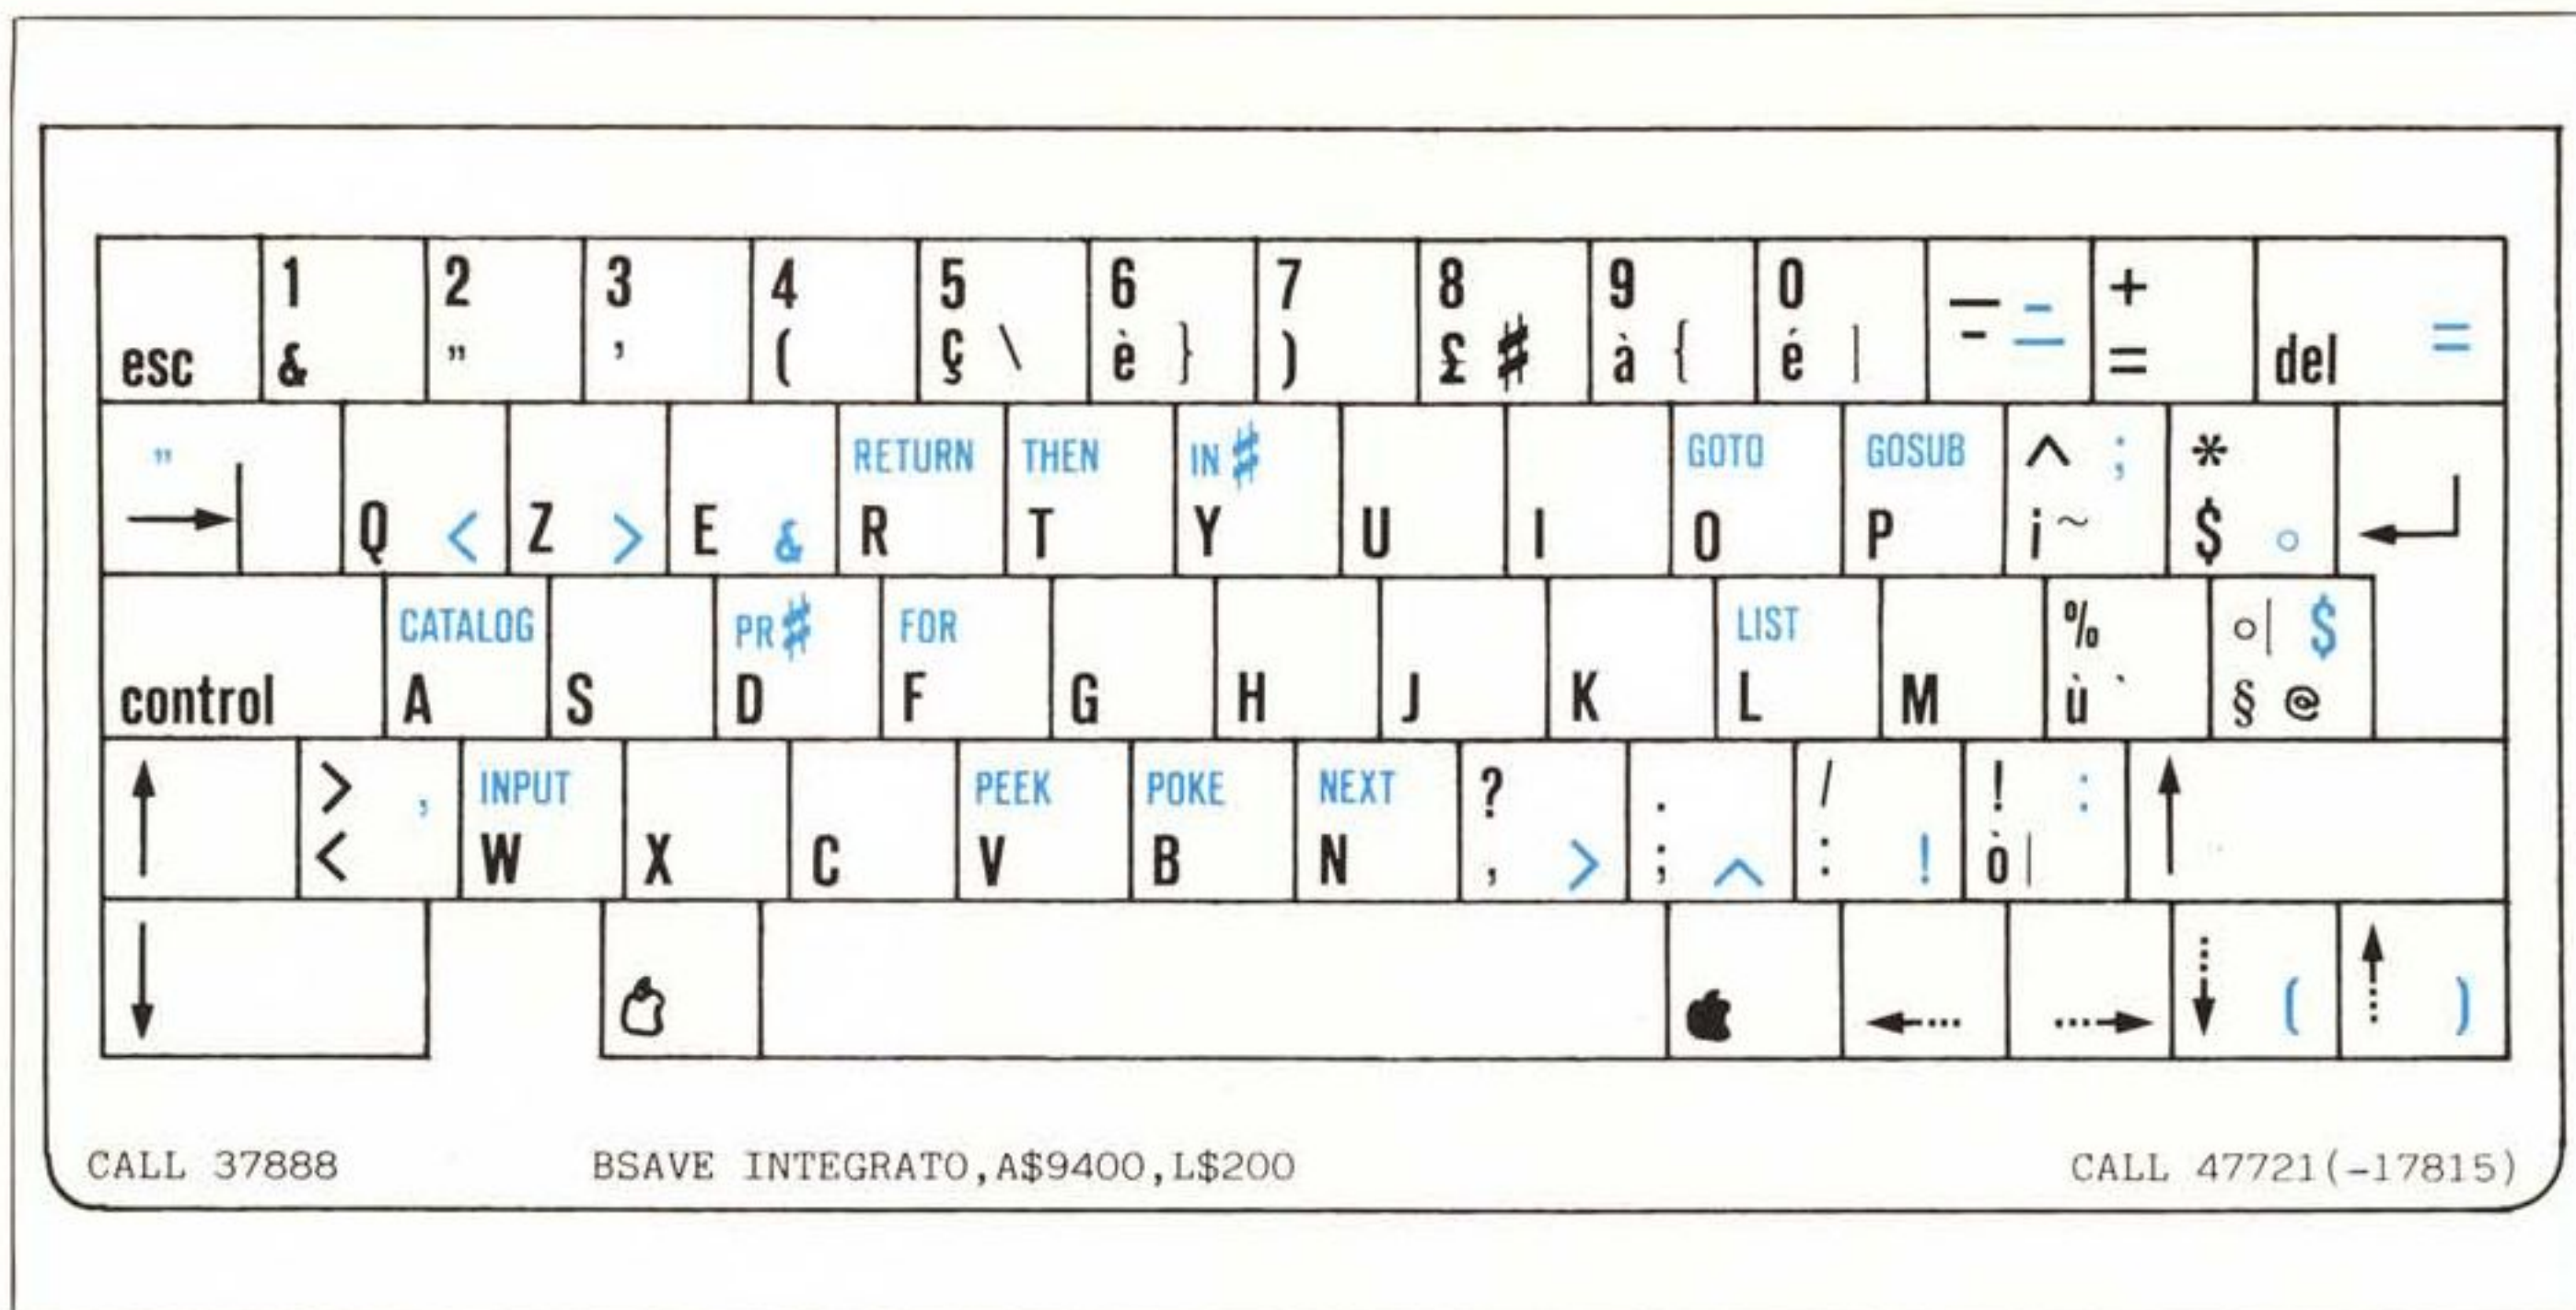 1 2 3 4 5 6 7 8 9 0 — - +
esc & " ' ( ç \ è } ) £ # à { é ] - — = del =
" RETURN THEN IN# GOTO GOSUB ^ ; *
Q < Z > E & R T Y U I O P ì ~ $ °
CATALOG PR# FOR LIST % °| $
control A S D F G H J K L M ù ` § @
> , INPUT PEEK POKE NEXT ? . / ! :
< W X C V B N , > ; ^ : ! ò |
( )
CALL 37888 BSAVE INTEGRATO,A$9400,L$200 CALL 47721(-17815)